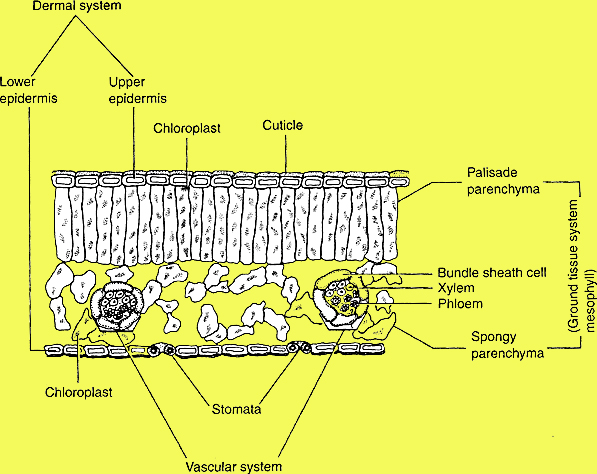 Dermal system
Lower
epidermis
Upper
epidermis
Chloroplast
Cuticle
Palisade
parenchyma
Bundle sheath cell
Xylem
Phloem
(Ground tissue system
mesophyll)
Spongy
parenchyma
Chloroplast
Stomata
Vascular system